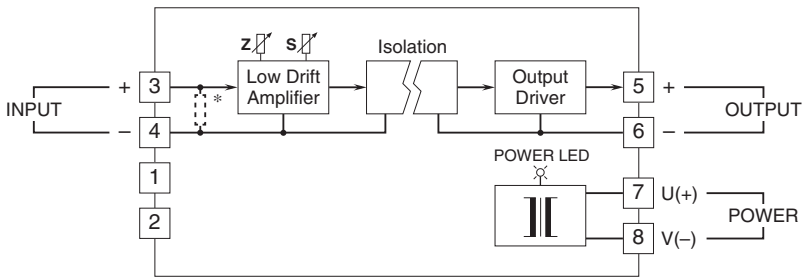 Z S Isolation
INPUT + 3 * Low Drift Amplifier Output Driver 5 + OUTPUT
− 4 6 −
POWER LED
1 7 U(+) POWER
2 8 V(–)